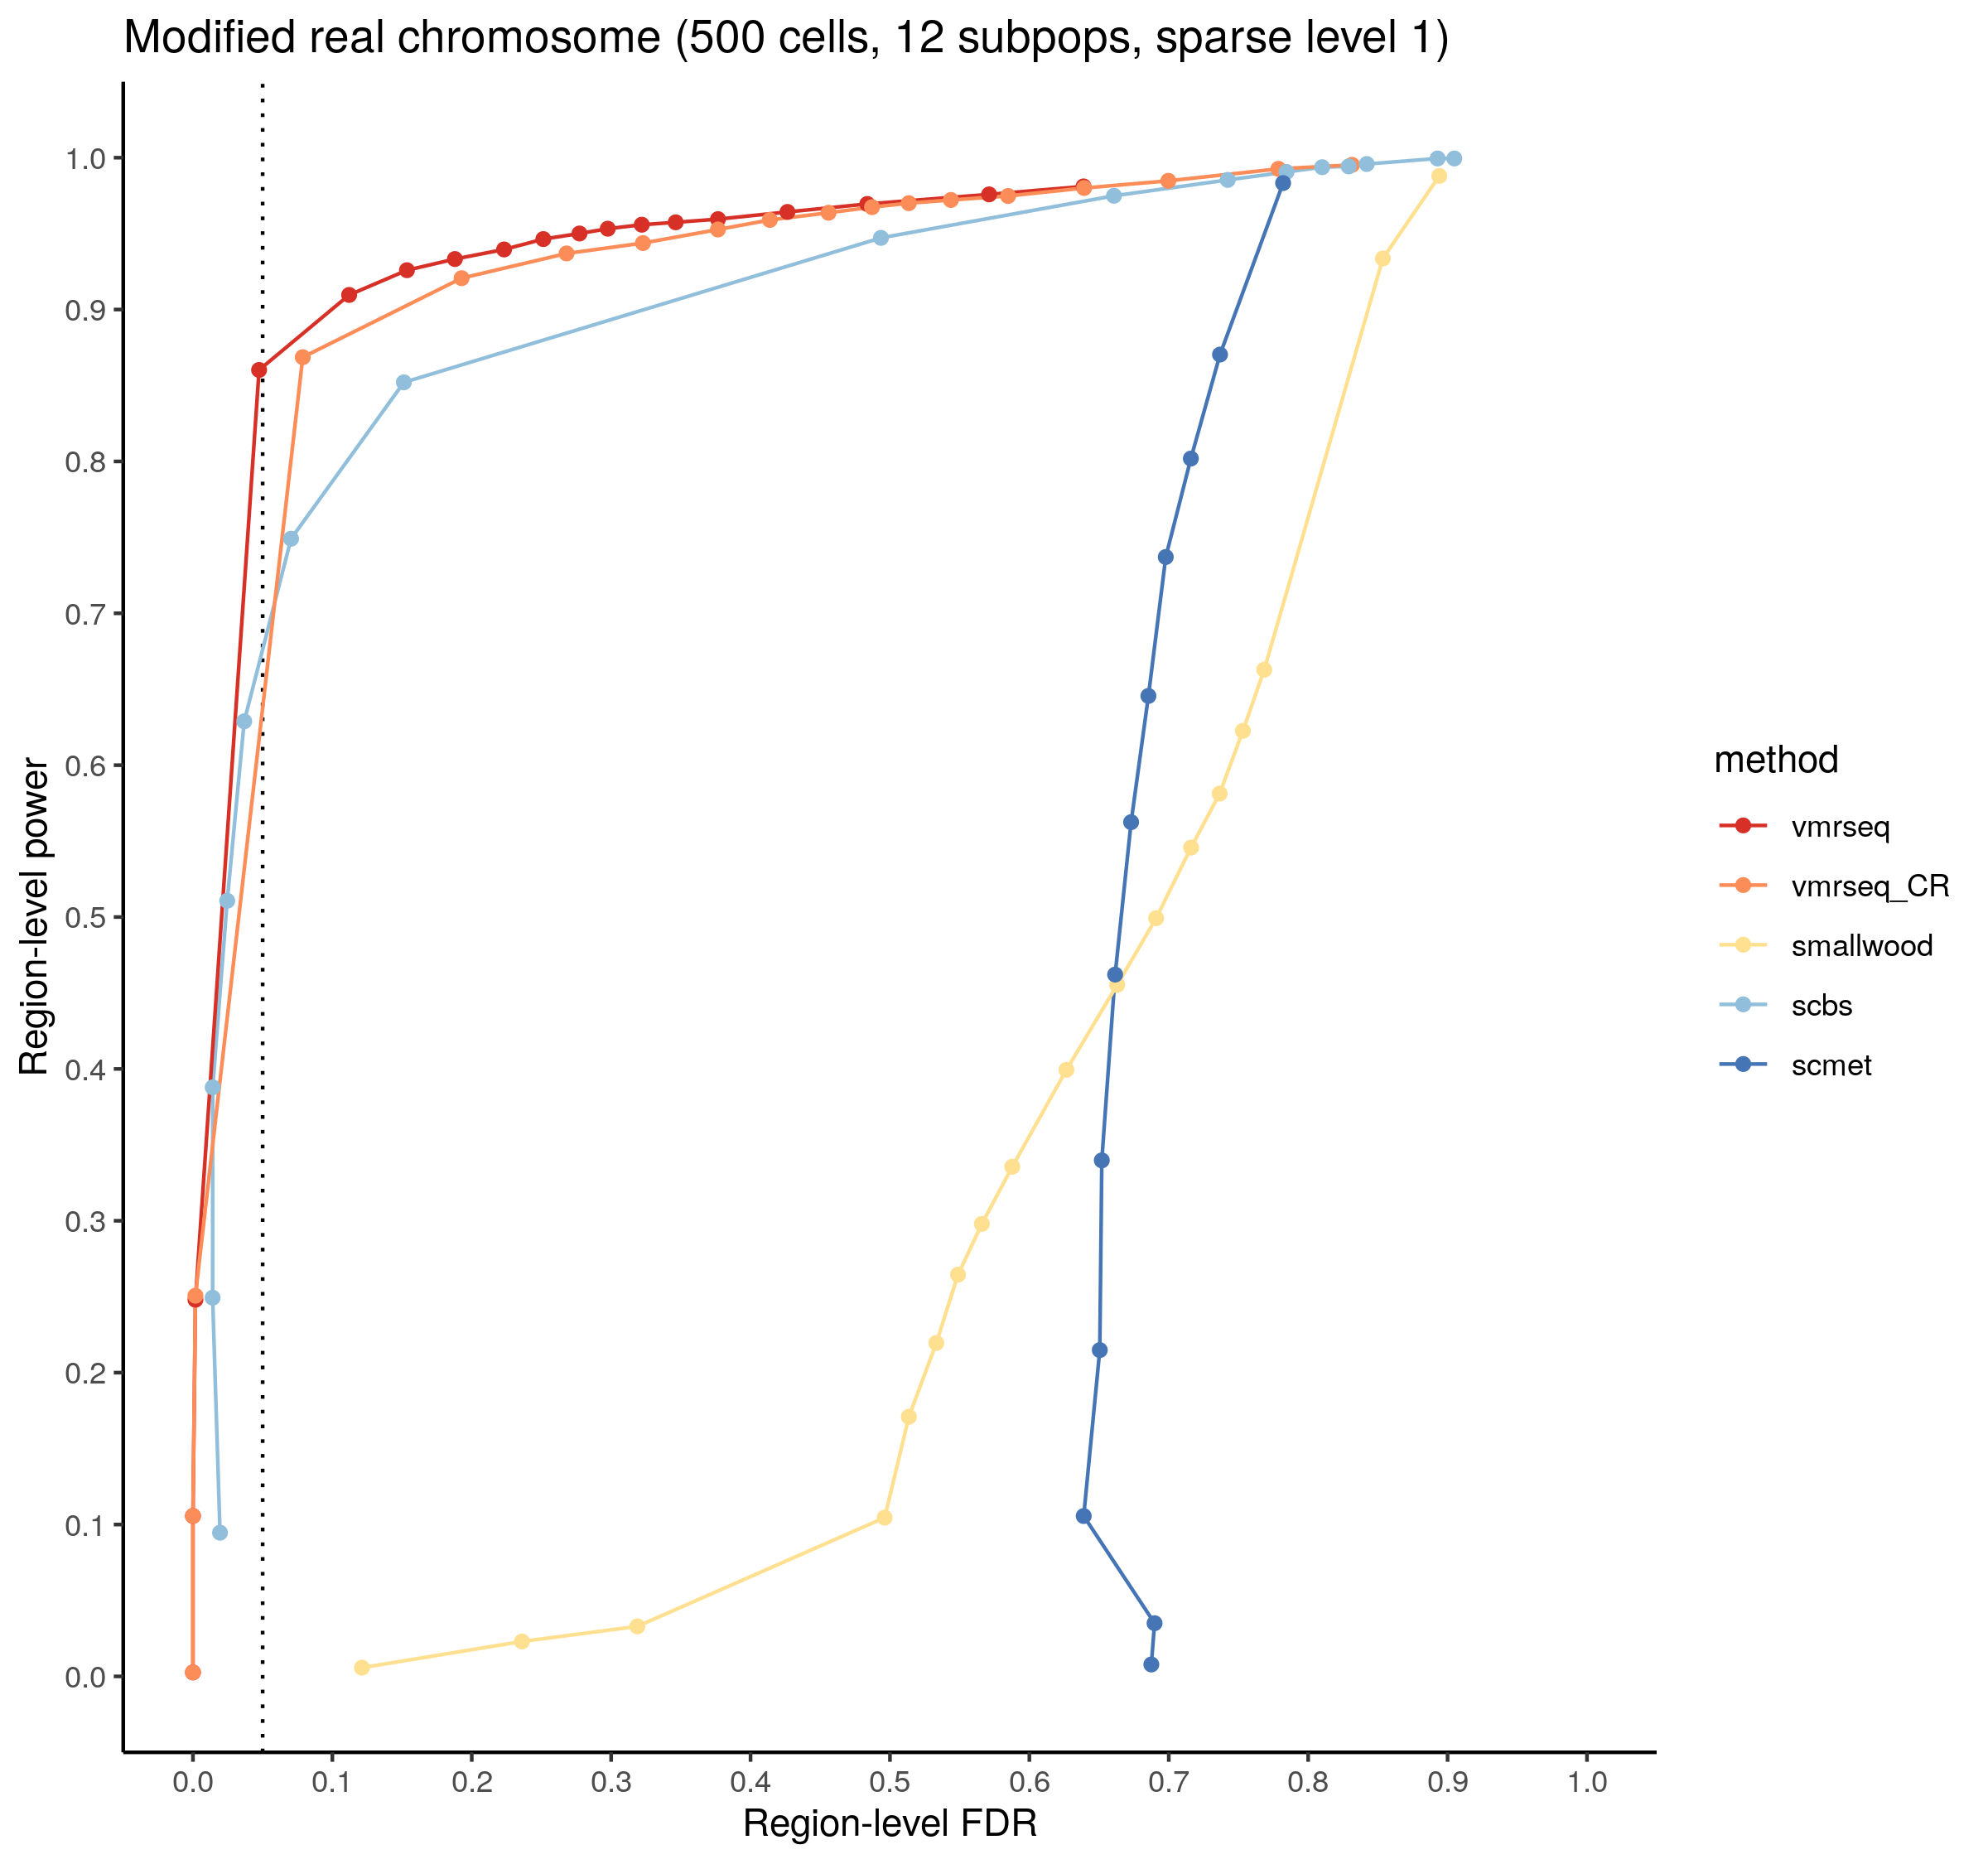 Modified real chromosome (500 cells, 12 subpops, sparse level 1)
Region-level power
1.0
0.9
0.8
0.7
0.6
0.5
0.4
0.3
0.2
0.1
0.0
0.0 0.1 0.2 0.3 0.4 0.5 0.6 0.7 0.8 0.9 1.0
Region-level FDR
method
vmrseq
vmrseq_CR
smallwood
scbs
scmet